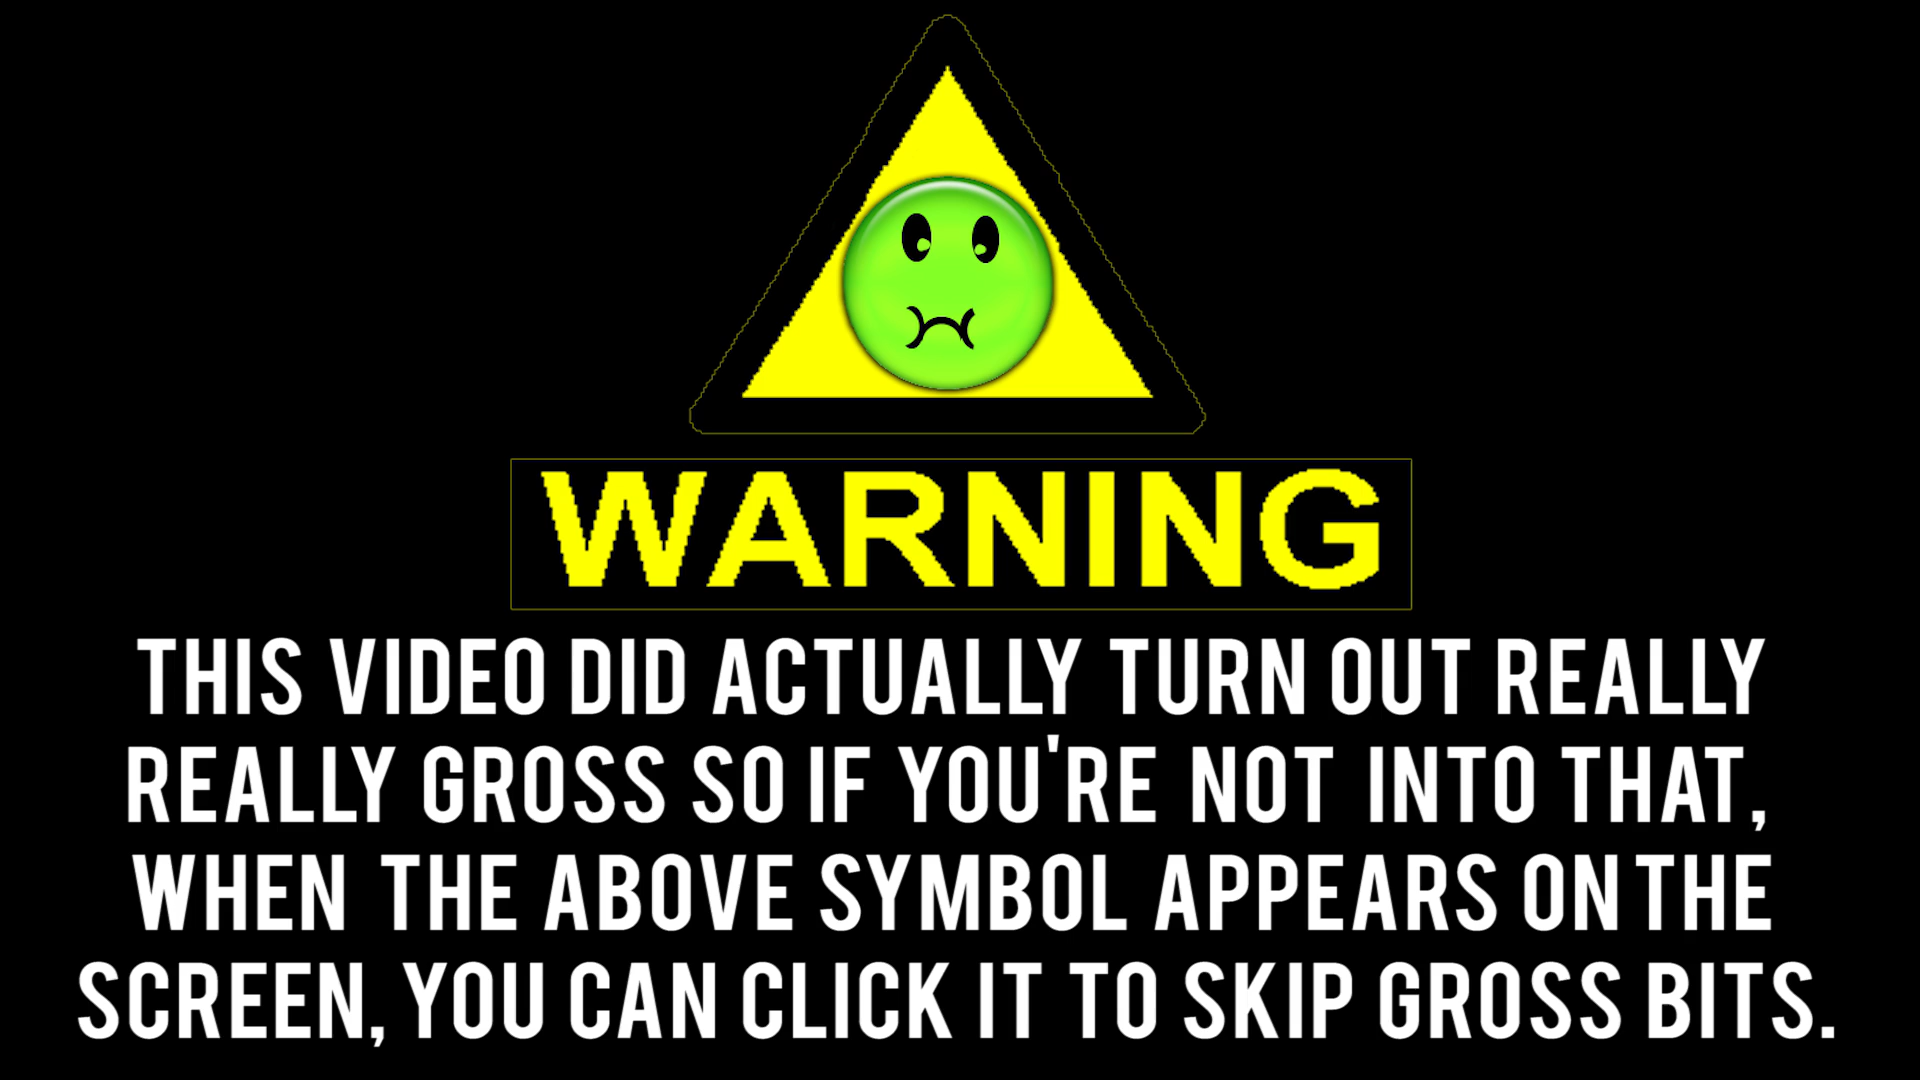 WARNING
THIS VIDEO DID ACTUALLY TURN OUT REALLY
REALLY GROSS SO IF YOU'RE NOT INTO THAT,
WHEN THE ABOVE SYMBOL APPEARS ON THE
SCREEN, YOU CAN CLICK IT TO SKIP GROSS BITS.